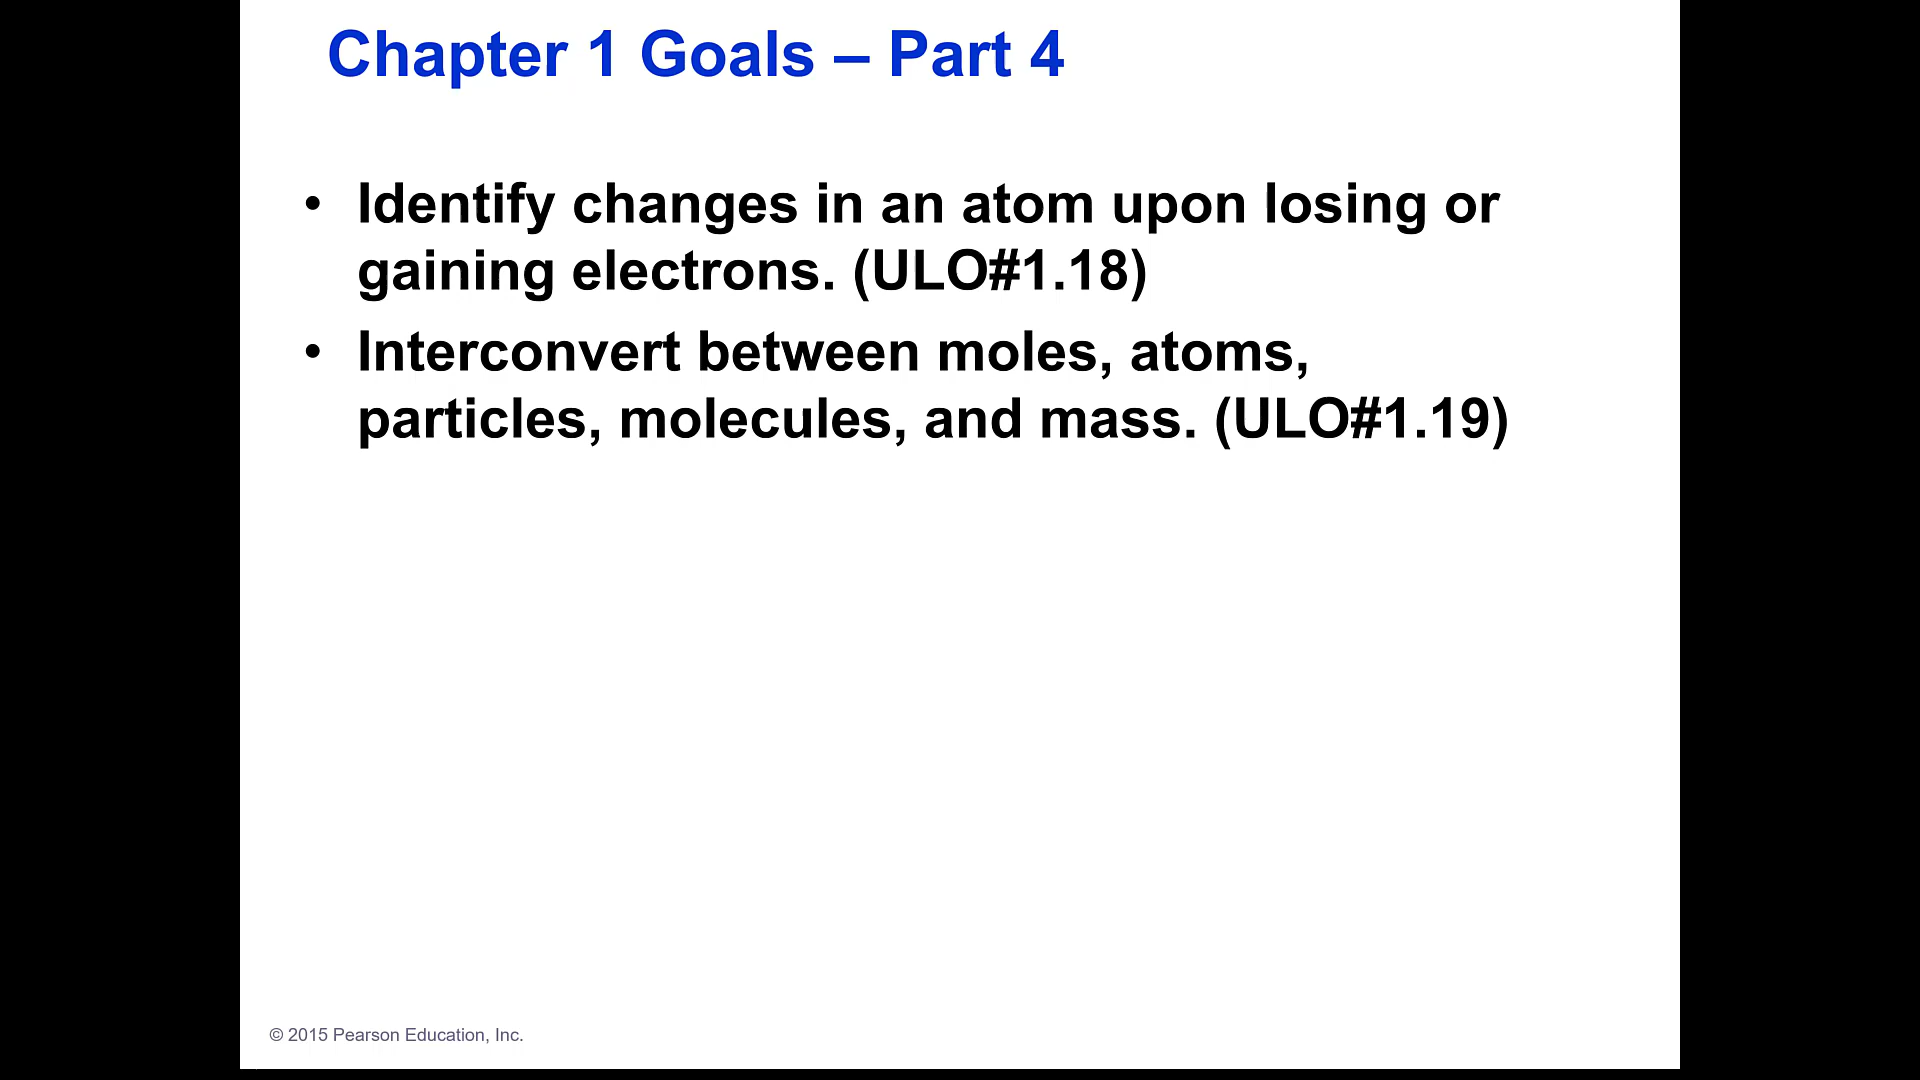 Chapter 1 Goals – Part 4
• Identify changes in an atom upon losing or
gaining electrons. (ULO#1.18)
• Interconvert between moles, atoms,
particles, molecules, and mass. (ULO#1.19)
© 2015 Pearson Education, Inc.